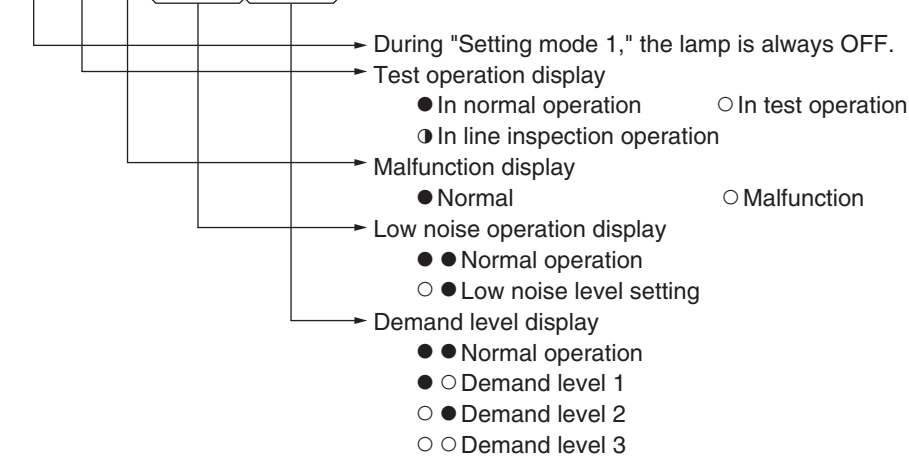 During "Setting mode 1," the lamp is always OFF.
Test operation display
● In normal operation ○ In test operation
◑ In line inspection operation
Malfunction display
● Normal ○ Malfunction
Low noise operation display
● ● Normal operation
○ ● Low noise level setting
Demand level display
● ● Normal operation
● ○ Demand level 1
○ ● Demand level 2
○ ○ Demand level 3